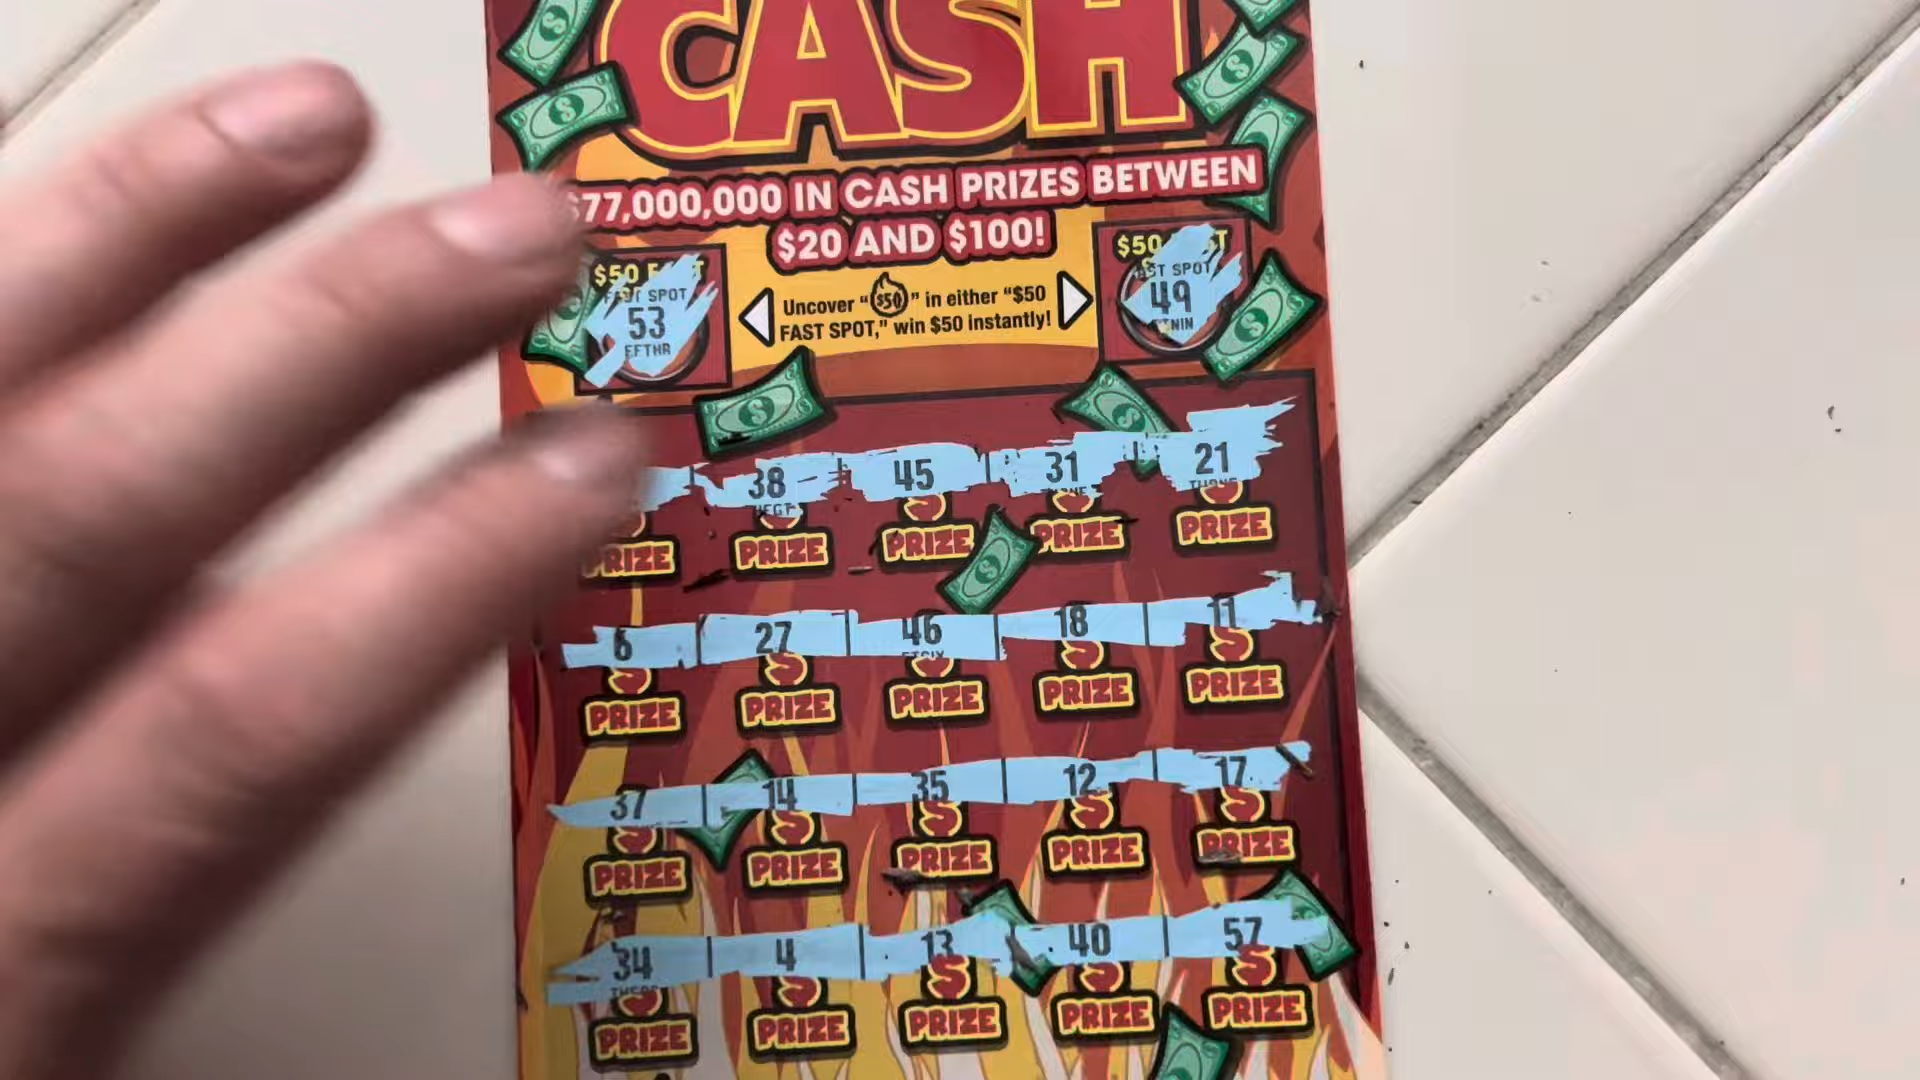 CASH
$77,000,000 IN CASH PRIZES BETWEEN
$20 AND $100!
$50
Uncover "$50" in either "$50
FAST SPOT," win $50 instantly!
SPOT
53
FFTHR
$50
SPOT
49
38 45 31 21
PRIZE PRIZE PRIZE PRIZE PRIZE
6 27 46 18 11
PRIZE PRIZE PRIZE PRIZE PRIZE
37 14 35 12 17
PRIZE PRIZE PRIZE PRIZE PRIZE
34 4 13 40 57
PRIZE PRIZE PRIZE PRIZE PRIZE